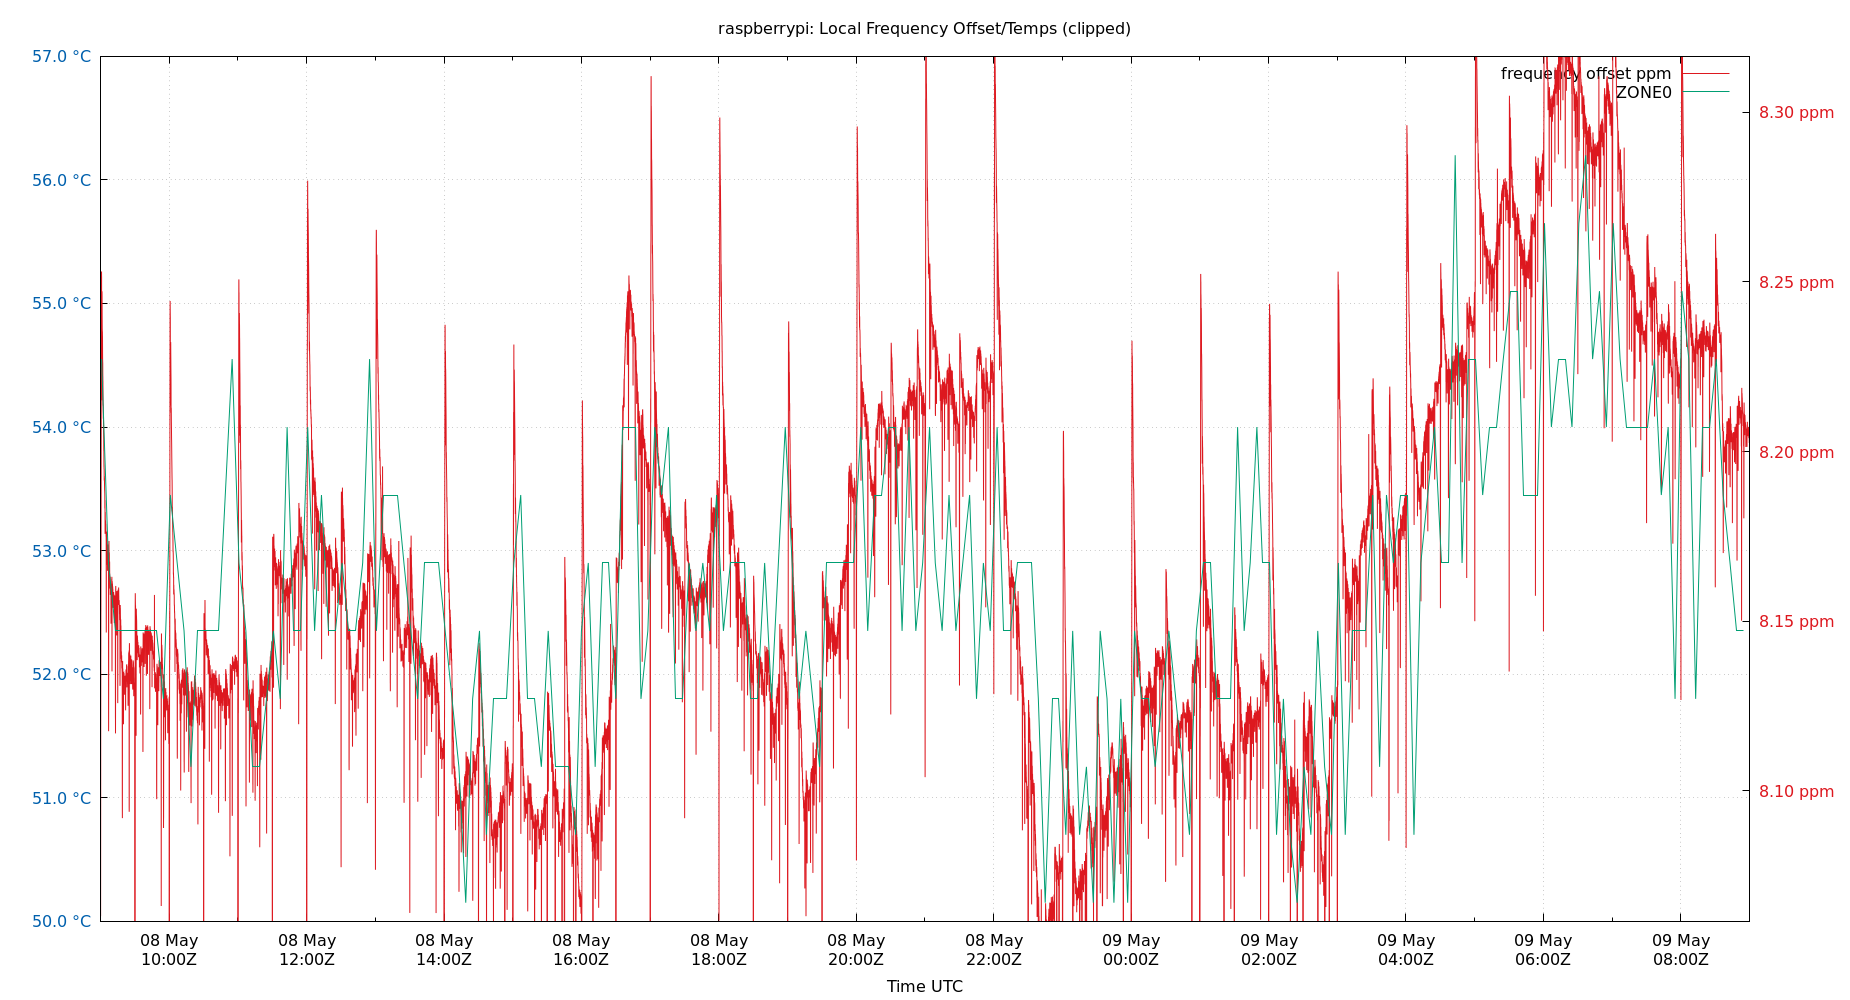 raspberrypi: Local Frequency Offset/Temps (clipped)
57.0 °C
56.0 °C
55.0 °C
54.0 °C
53.0 °C
52.0 °C
51.0 °C
50.0 °C
frequency offset ppm
ZONE0
8.30 ppm
8.25 ppm
8.20 ppm
8.15 ppm
8.10 ppm
08 May 08 May 08 May 08 May 08 May 08 May 08 May 09 May 09 May 09 May 09 May 09 May
10:00Z 12:00Z 14:00Z 16:00Z 18:00Z 20:00Z 22:00Z 00:00Z 02:00Z 04:00Z 06:00Z 08:00Z
Time UTC